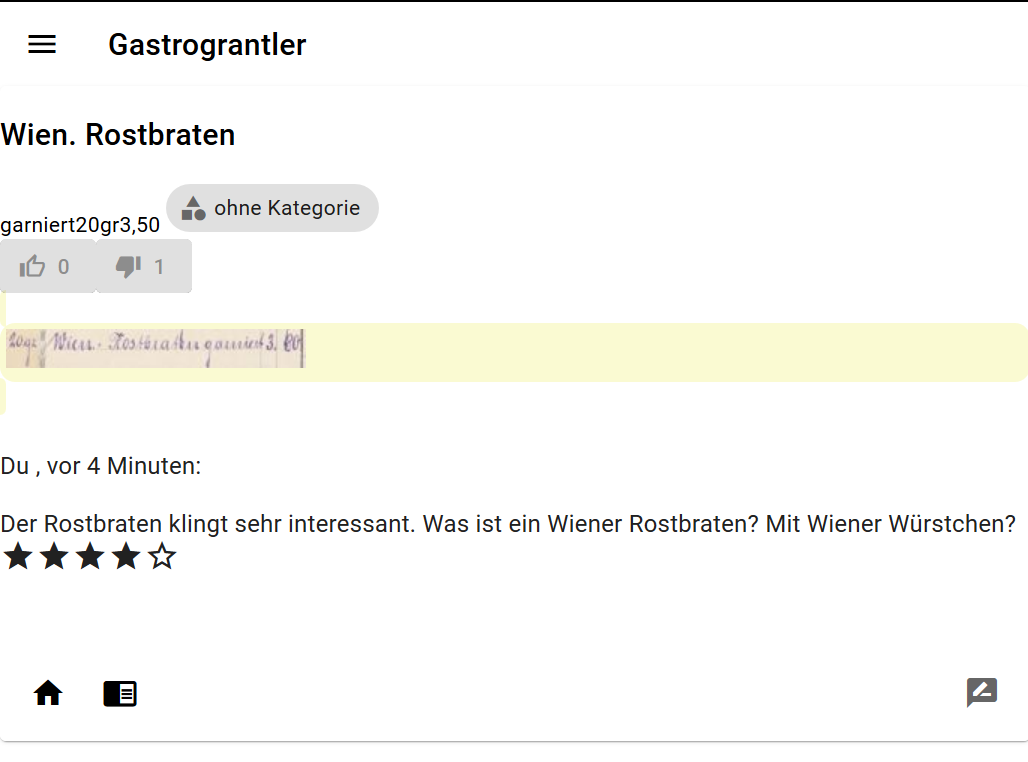 Gastrograntler
Wien. Rostbraten
garniert20gr3,50
ohne Kategorie
0
1
20gr Wien. Rostbraten garniert 3.
Du , vor 4 Minuten:
Der Rostbraten klingt sehr interessant. Was ist ein Wiener Rostbraten? Mit Wiener Würstchen?